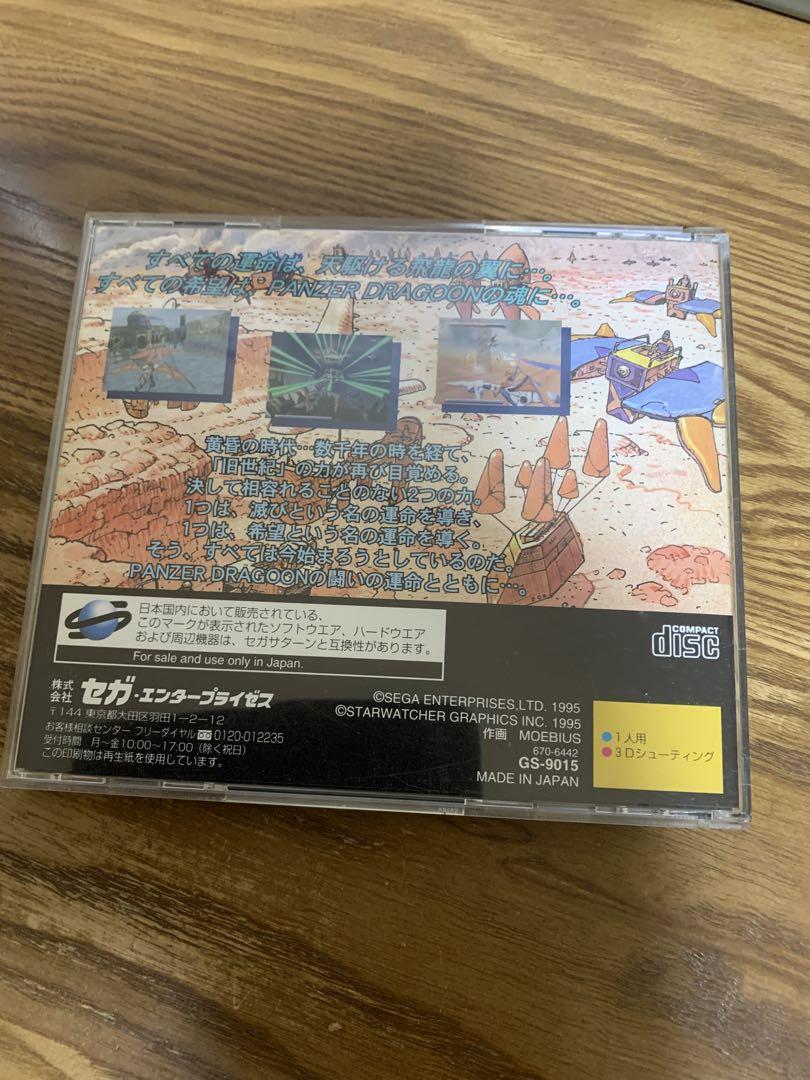 すべての運命は、天駆ける飛龍の翼に…。
すべての希望は、PANZER DRAGOONの魂に…。
黄昏の時代…数千年の時を経て、
「旧世紀」の力が再び目覚める。
決して相容れることのない2つの力。
1つは、滅びという名の運命を導き、
1つは、希望という名の運命を導く。
そう、すべては今始まろうとしているのだ。
PANZER DRAGOONの闘いの運命とともに…。
日本国内において販売されている、
このマークが表示されたソフトウエア、ハードウエア
および周辺機器は、セガサターンと互換性があります。
For sale and use only in Japan.
COMPACT
disc
株式会社 セガ・エンタープライゼス
〒144 東京都大田区羽田1-2-12
お客様相談センター フリーダイヤル 0120-012235
受付時間 月〜金10:00〜17:00(除く祝日)
この印刷物は再生紙を使用しています。
©SEGA ENTERPRISES,LTD. 1995
©STARWATCHER GRAPHICS INC. 1995
作画 MOEBIUS
670-6442
GS-9015
MADE IN JAPAN
●1人用
●3Dシューティング